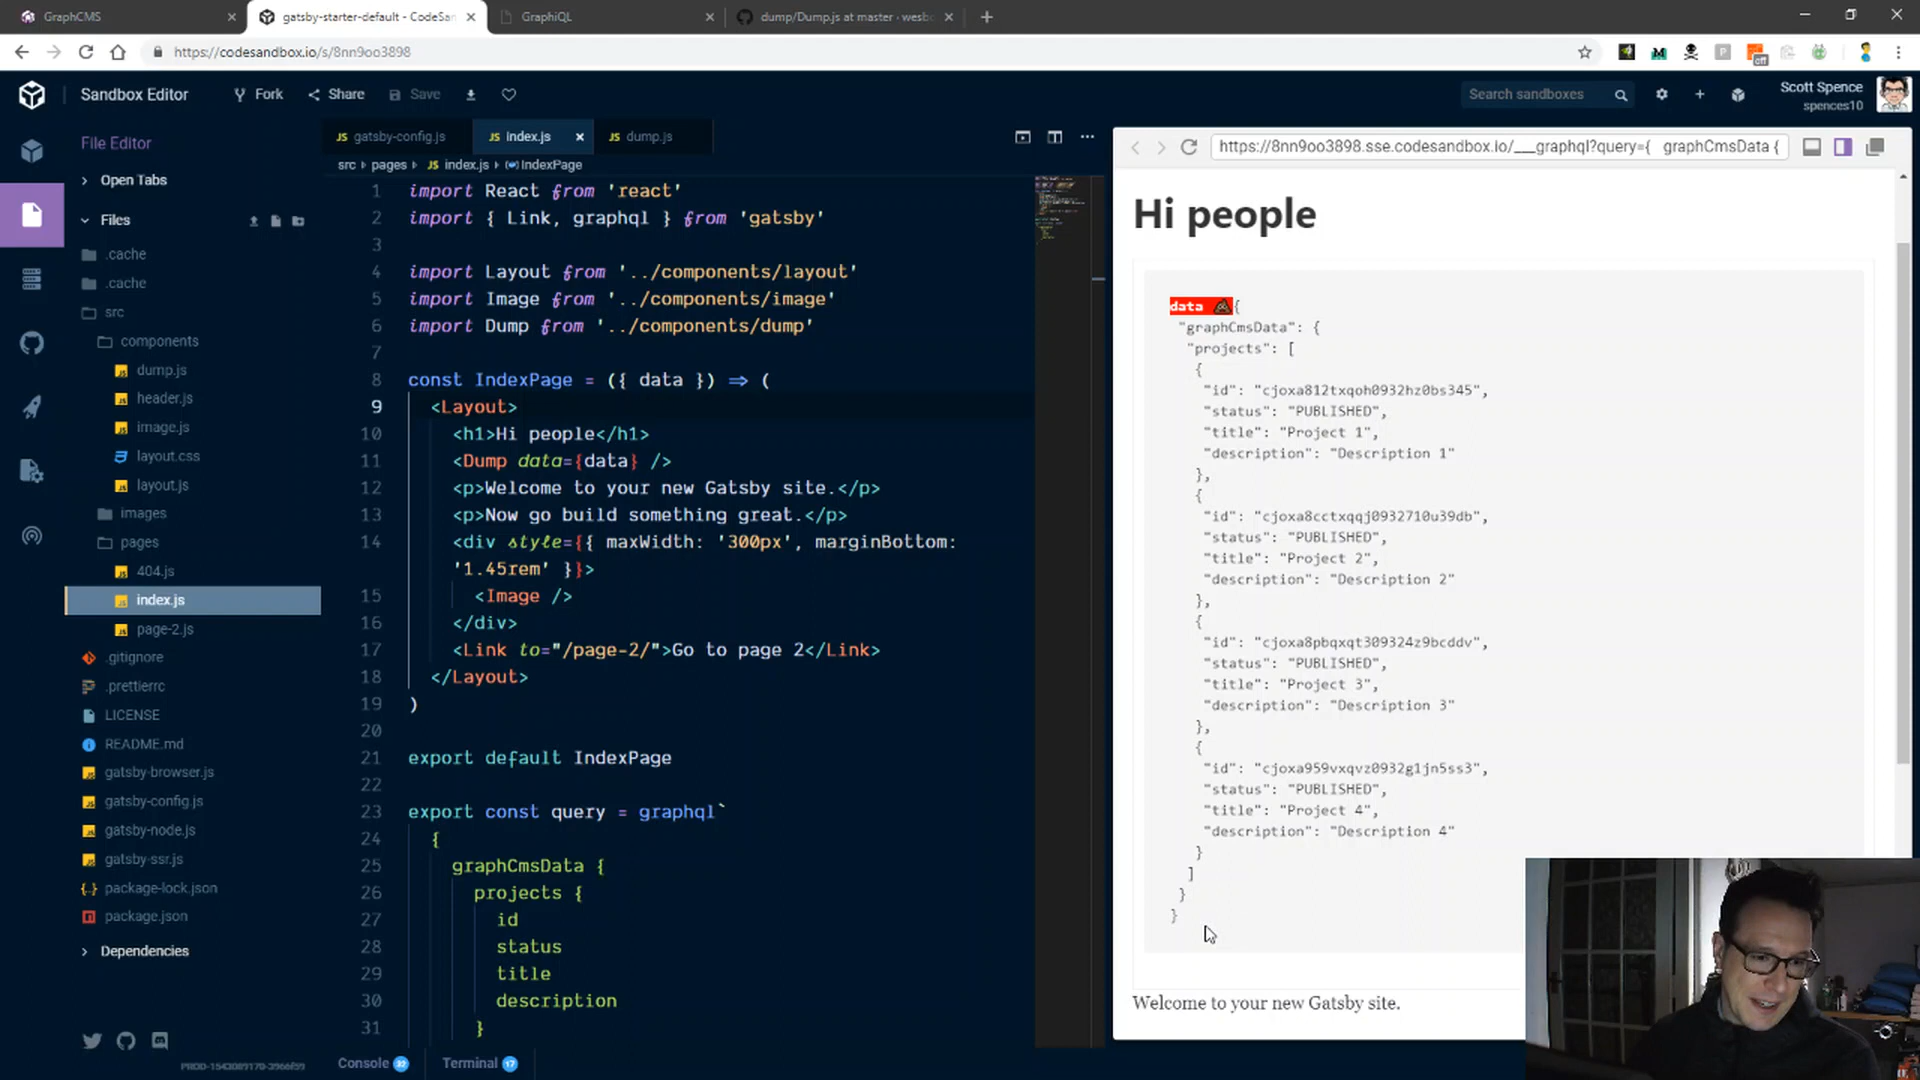 GraphCMS
gatsby-starter-default - CodeSan
GraphiQL
dump/Dump.js at master · wesbo
https://codesandbox.io/s/8nn9oo3898
off
Sandbox Editor
Fork
Share
Save
Search sandboxes
Scott Spence
spences10
File Editor
Open Tabs
Files
.cache
.cache
src
components
dump.js
header.js
image.js
layout.css
layout.js
images
pages
404.js
index.js
page-2.js
.gitignore
.prettierrc
LICENSE
README.md
gatsby-browser.js
gatsby-config.js
gatsby-node.js
gatsby-ssr.js
package-lock.json
package.json
Dependencies
JS gatsby-config.js
JS index.js
JS dump.js
src › pages › JS index.js › IndexPage
1 import React from 'react'
2 import { Link, graphql } from 'gatsby'
3
4 import Layout from '../components/layout'
5 import Image from '../components/image'
6 import Dump from '../components/dump'
7
8 const IndexPage = ({ data }) => (
9 <Layout>
10 <h1>Hi people</h1>
11 <Dump data={data} />
12 <p>Welcome to your new Gatsby site.</p>
13 <p>Now go build something great.</p>
14 <div style={{ maxWidth: '300px', marginBottom:
'1.45rem' }}>
15 <Image />
16 </div>
17 <Link to="/page-2/">Go to page 2</Link>
18 </Layout>
19 )
20
21 export default IndexPage
22
23 export const query = graphql`
24 {
25 graphCmsData {
26 projects {
27 id
28 status
29 title
30 description
31 }
Console
Terminal 17
https://8nn9oo3898.sse.codesandbox.io/___graphql?query={ graphCmsData {
Hi people
data 💩{
"graphCmsData": {
"projects": [
{
"id": "cjoxa812txqoh0932hz0bs345",
"status": "PUBLISHED",
"title": "Project 1",
"description": "Description 1"
},
{
"id": "cjoxa8cctxqqj0932710u39db",
"status": "PUBLISHED",
"title": "Project 2",
"description": "Description 2"
},
{
"id": "cjoxa8pbqxqt309324z9bcddv",
"status": "PUBLISHED",
"title": "Project 3",
"description": "Description 3"
},
{
"id": "cjoxa959vxqvz0932g1jn5ss3",
"status": "PUBLISHED",
"title": "Project 4",
"description": "Description 4"
}
]
}
}
Welcome to your new Gatsby site.